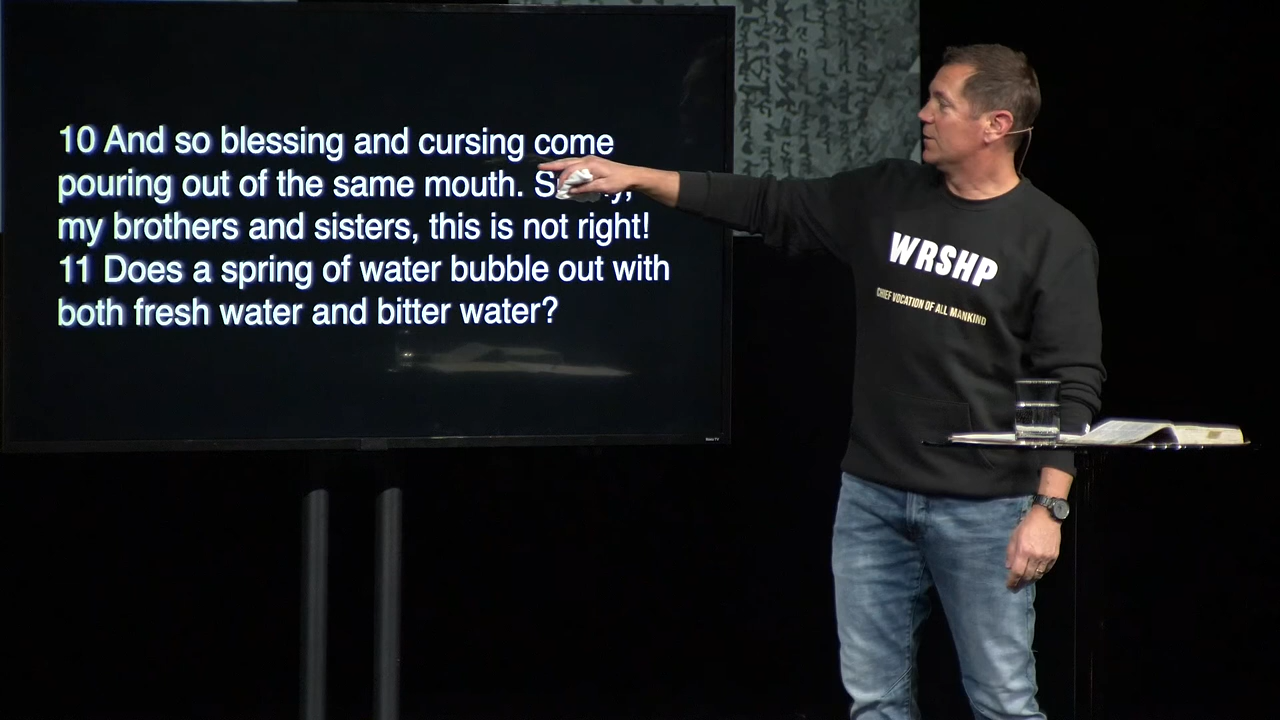 10 And so blessing and cursing come
pouring out of the same mouth.
my brothers and sisters, this is not right!
11 Does a spring of water bubble out with
both fresh water and bitter water?
WRSHP
CHIEF VOCATION OF ALL MANKIND
Roku TV